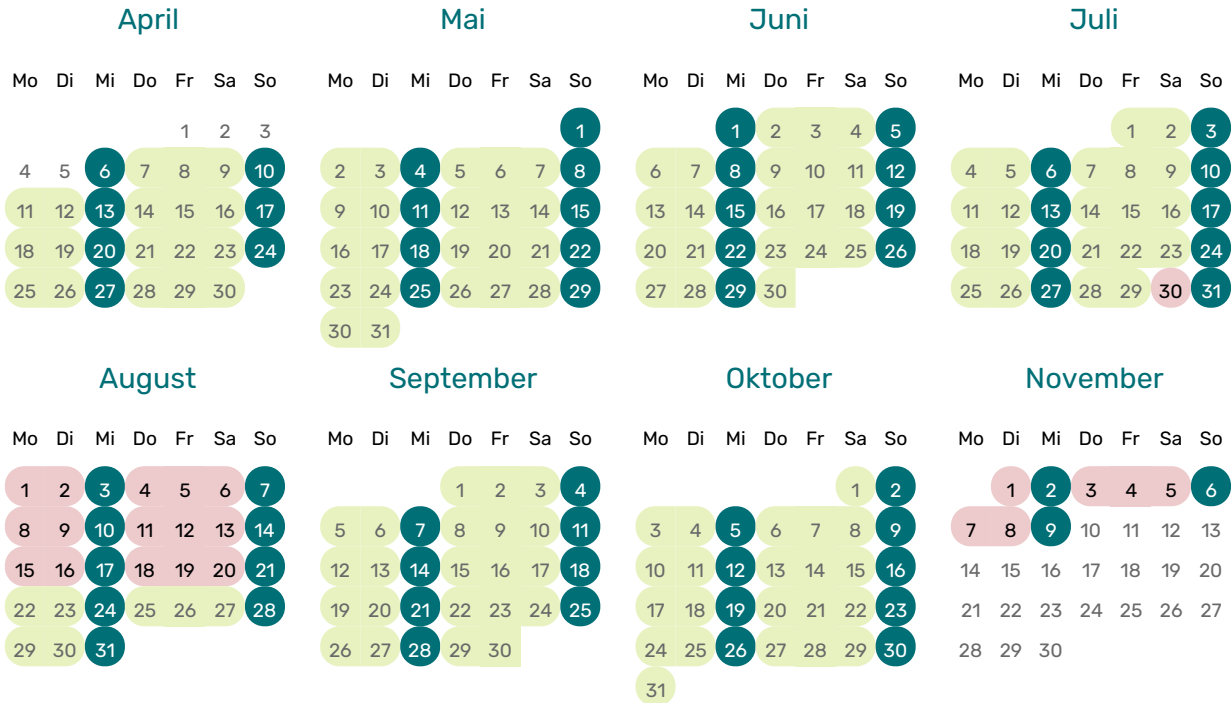 April Mai Juni Juli
Mo Di Mi Do Fr Sa So Mo Di Mi Do Fr Sa So Mo Di Mi Do Fr Sa So Mo Di Mi Do Fr Sa So
1 2 3 1 1 2 3 4 5 1 2 3
4 5 6 7 8 9 10 2 3 4 5 6 7 8 6 7 8 9 10 11 12 4 5 6 7 8 9 10
11 12 13 14 15 16 17 9 10 11 12 13 14 15 13 14 15 16 17 18 19 11 12 13 14 15 16 17
18 19 20 21 22 23 24 16 17 18 19 20 21 22 20 21 22 23 24 25 26 18 19 20 21 22 23 24
25 26 27 28 29 30 23 24 25 26 27 28 29 27 28 29 30 25 26 27 28 29 30 31
30 31
August September Oktober November
Mo Di Mi Do Fr Sa So Mo Di Mi Do Fr Sa So Mo Di Mi Do Fr Sa So Mo Di Mi Do Fr Sa So
1 2 3 4 5 6 7 1 2 3 4 1 2 1 2 3 4 5 6
8 9 10 11 12 13 14 5 6 7 8 9 10 11 3 4 5 6 7 8 9 7 8 9 10 11 12 13
15 16 17 18 19 20 21 12 13 14 15 16 17 18 10 11 12 13 14 15 16 14 15 16 17 18 19 20
22 23 24 25 26 27 28 19 20 21 22 23 24 25 17 18 19 20 21 22 23 21 22 23 24 25 26 27
29 30 31 26 27 28 29 30 24 25 26 27 28 29 30 28 29 30
31